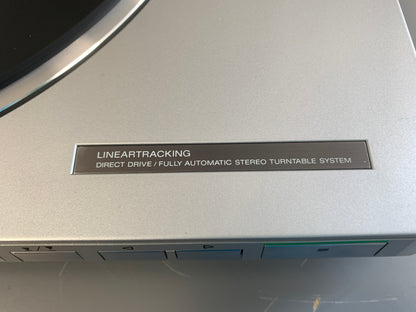 LINEARTRACKING
DIRECT DRIVE / FULLY AUTOMATIC STEREO TURNTABLE SYSTEM